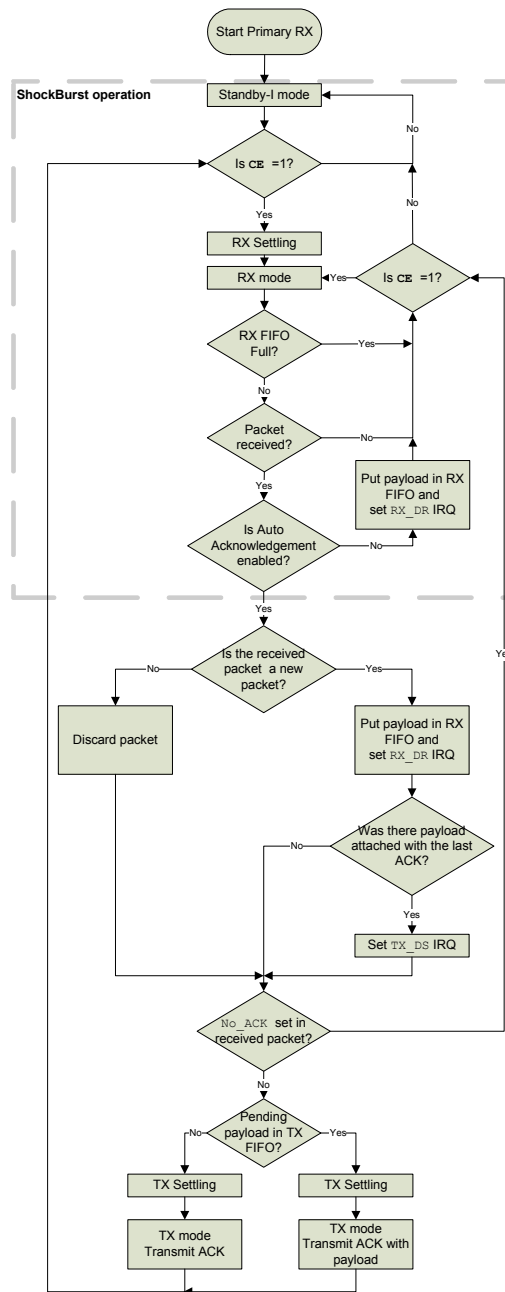 Start Primary RX
ShockBurst operation
Standby-I mode
No
Is CE =1?
No
Yes
RX Settling
RX mode
Yes
Is CE =1?
RX FIFO
Full?
Yes
No
Packet
received?
No
Put payload in RX
FIFO and
set RX_DR IRQ
Yes
Is Auto
Acknowledgement
enabled?
No
Yes
Is the received
packet a new
packet?
No
Yes
Discard packet
Put payload in RX
FIFO and
set RX_DR IRQ
Was there payload
attached with the last
ACK?
No
Yes
Set TX_DS IRQ
No_ACK set in
received packet?
No
Pending
payload in TX
FIFO?
No
Yes
TX Settling
TX Settling
TX mode
Transmit ACK
TX mode
Transmit ACK with
payload